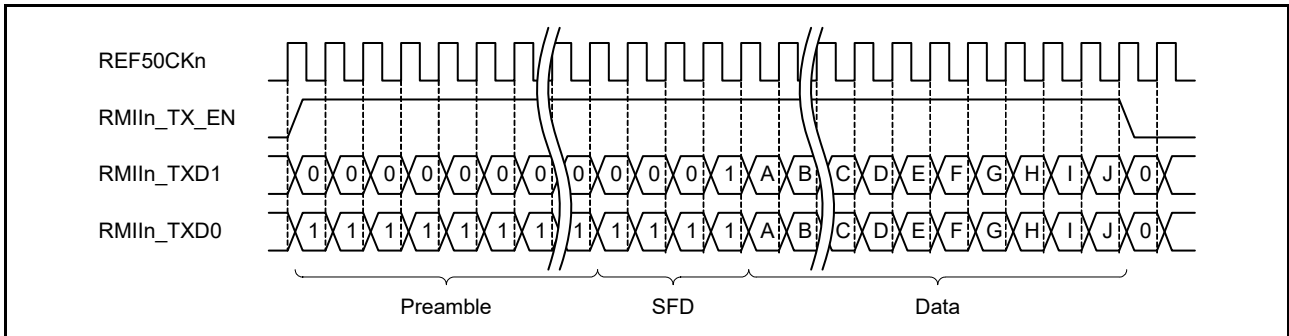 REF50CKn
RMIIn_TX_EN
RMIIn_TXD1 0 0 0 0 0 0 0 0 0 0 0 1 A B C D E F G H I J 0
RMIIn_TXD0 1 1 1 1 1 1 1 1 1 1 1 1 A B C D E F G H I J 0
Preamble SFD Data